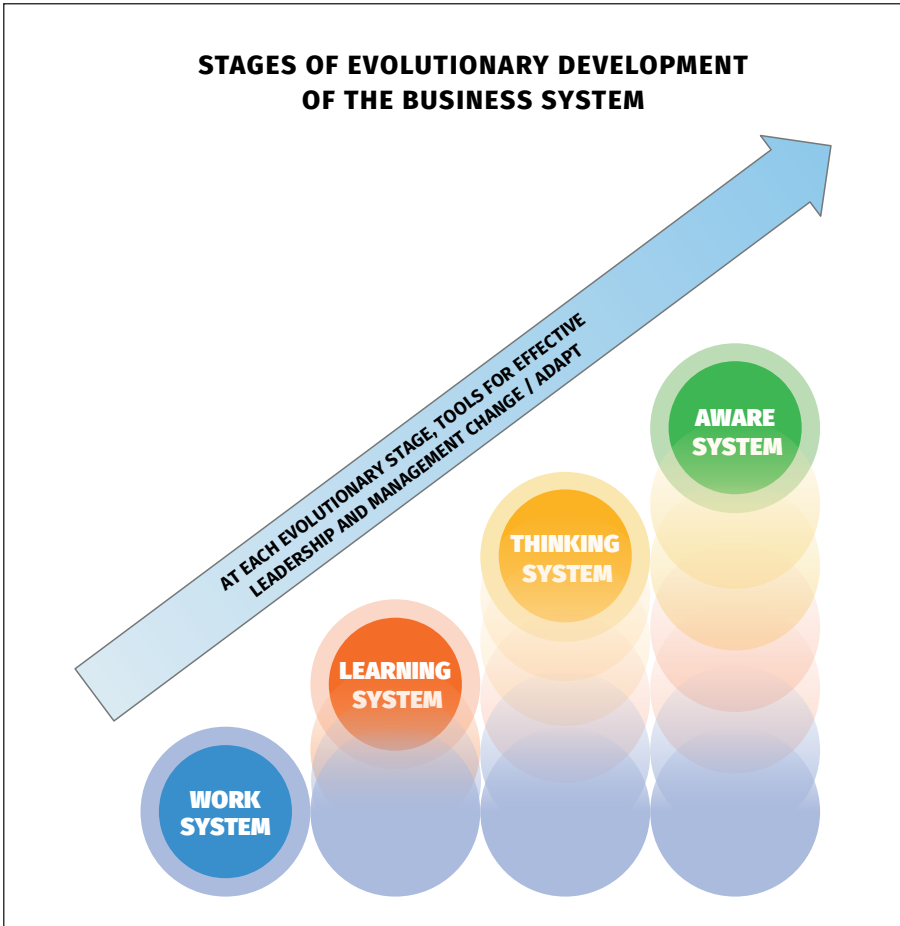 STAGES OF EVOLUTIONARY DEVELOPMENT
OF THE BUSINESS SYSTEM
AT EACH EVOLUTIONARY STAGE, TOOLS FOR EFFECTIVE
LEADERSHIP AND MANAGEMENT CHANGE / ADAPT
AWARE
SYSTEM
THINKING
SYSTEM
LEARNING
SYSTEM
WORK
SYSTEM